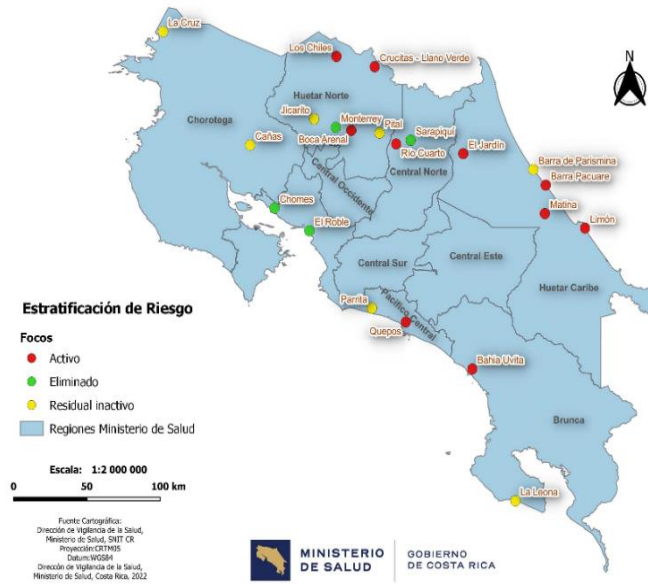 La Cruz
N
Los Chiles
Crucitas - Llano Verde
Huetar Norte
Jicarito
Monterrey
Chorotega
Pital
Sarapiquí
Boca Arenal
Cañas
Río Cuarto
El Jardín
Central Norte
Barra de Parismina
Barra Pacuare
Central Occidente
Chomes
Matina
El Roble
Limón
Central Sur
Central Este
Huetar Caribe
Parrita
Pacífico Central
Quepos
Bahía Uvita
Brunca
La Leona
Estratificación de Riesgo
Focos
Activo
Eliminado
Residual inactivo
Regiones Ministerio de Salud
Escala: 1:2 000 000
0 50 100 km
Fuente Cartográfica:
Dirección de Vigilancia de la Salud,
Ministerio de Salud, SNIT CR
Proyección:CRTM05
Datum:WGS84
Dirección de Vigilancia de la Salud,
Ministerio de Salud, Costa Rica, 2022
MINISTERIO
DE SALUD
GOBIERNO
DE COSTA RICA